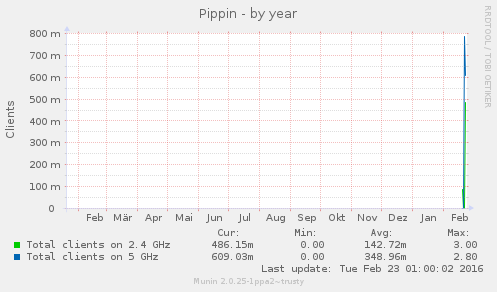 Pippin - by year
RRDTOOL / TOBI OETIKER
Clients
800 m
700 m
600 m
500 m
400 m
300 m
200 m
100 m
0
Feb Mär Apr Mai Jun Jul Aug Sep Okt Nov Dez Jan Feb
Cur: Min: Avg: Max:
Total clients on 2.4 GHz 486.15m 0.00 142.72m 3.00
Total clients on 5 GHz 609.03m 0.00 348.96m 2.80
Last update: Tue Feb 23 01:00:02 2016
Munin 2.0.25-1ppa2~trusty